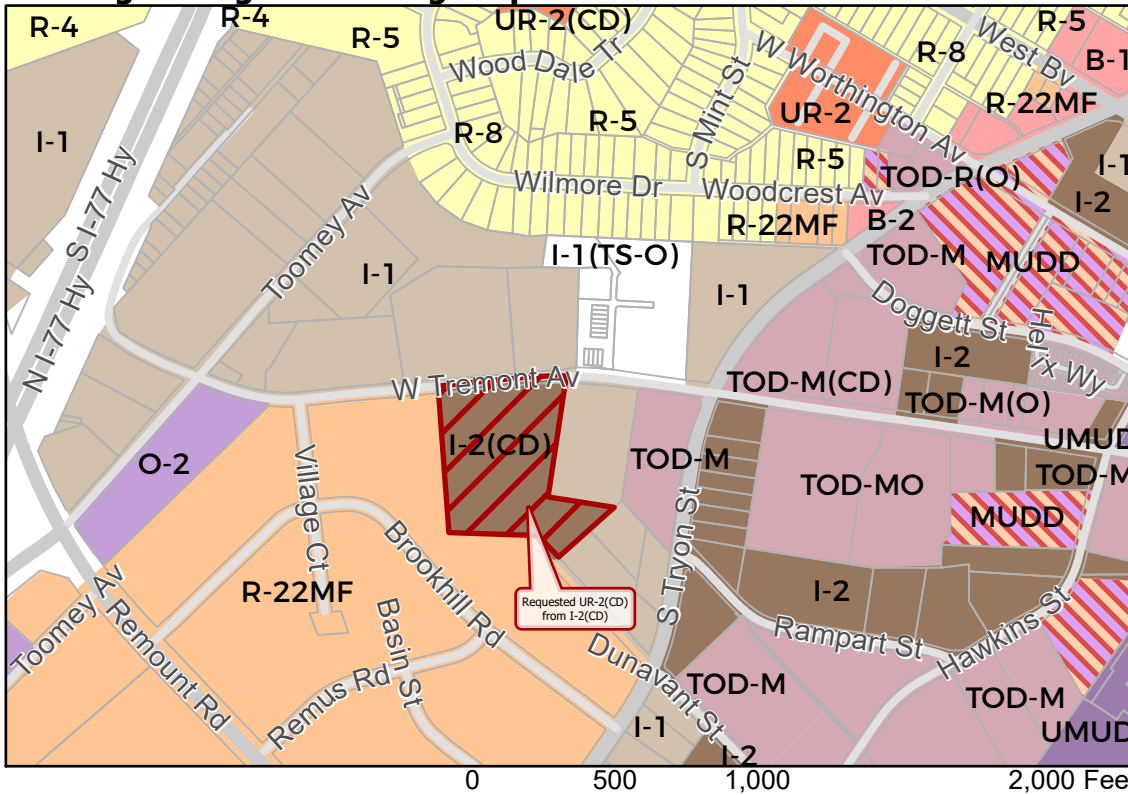 R-4
R-4
R-5
UR-2(CD)
Wood Dale Tr
S Mint St
W Worthington Av
R-8
West Bv
R-5
B-1
R-22MF
UR-2
I-1
R-8
R-5
R-5
TOD-R(O)
I-1
I-2
Wilmore Dr
Woodcrest Av
R-22MF
B-2
TOD-M
MUDD
S I-77 Hy
N I-77 Hy
Toomey Av
I-1
I-1(TS-O)
I-1
Doggett St
Helix Wy
I-2
W Tremont Av
TOD-M(CD)
TOD-M(O)
UMUD
TOD-M
O-2
Village Ct
I-2(CD)
TOD-M
TOD-MO
MUDD
S Tryon St
Brookhill Rd
R-22MF
Requested UR-2(CD)
from I-2(CD)
I-2
Rampart St
Hawkins St
Toomey Av
Remount Rd
Basin St
Remus Rd
Dunavant St
TOD-M
TOD-M
I-1
I-2
UMUD
0 500 1,000 2,000 Fee